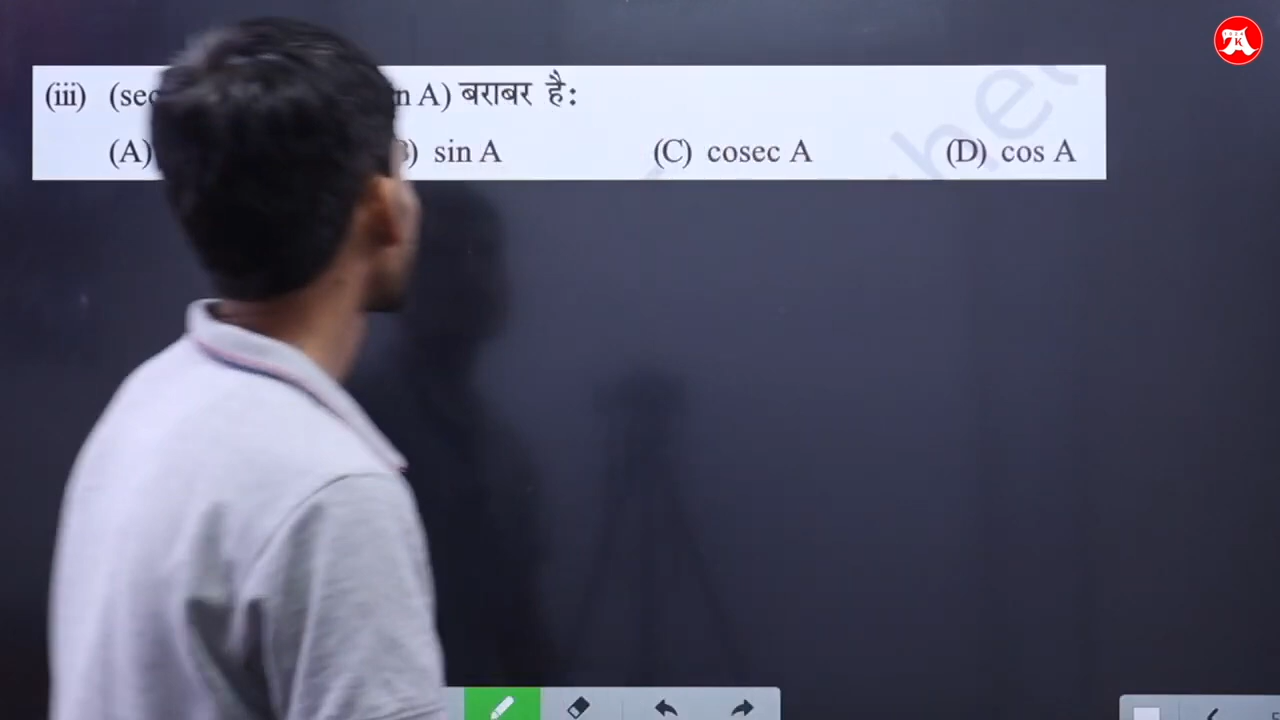 (iii) (sec A) बराबर है:
(A) sin A (C) cosec A (D) cos A
K